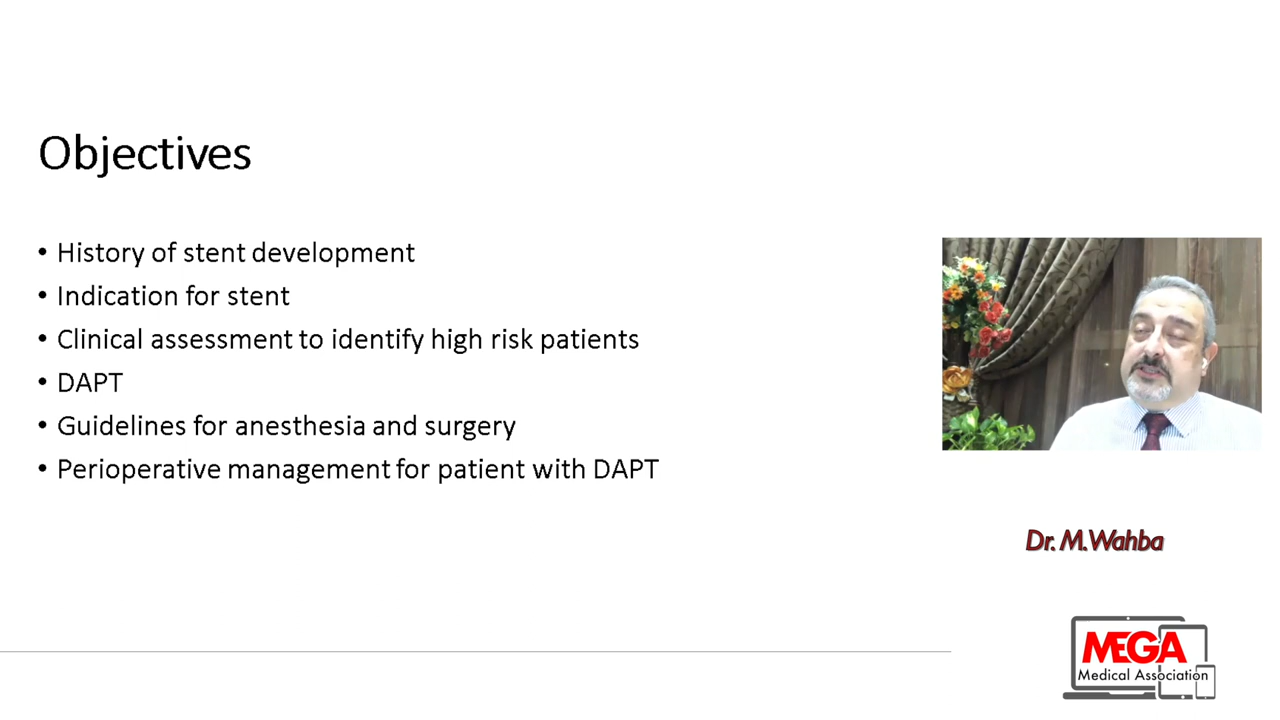 Objectives
• History of stent development
• Indication for stent
• Clinical assessment to identify high risk patients
• DAPT
• Guidelines for anesthesia and surgery
• Perioperative management for patient with DAPT
Dr. M.Wahba
MEGA
Medical Association